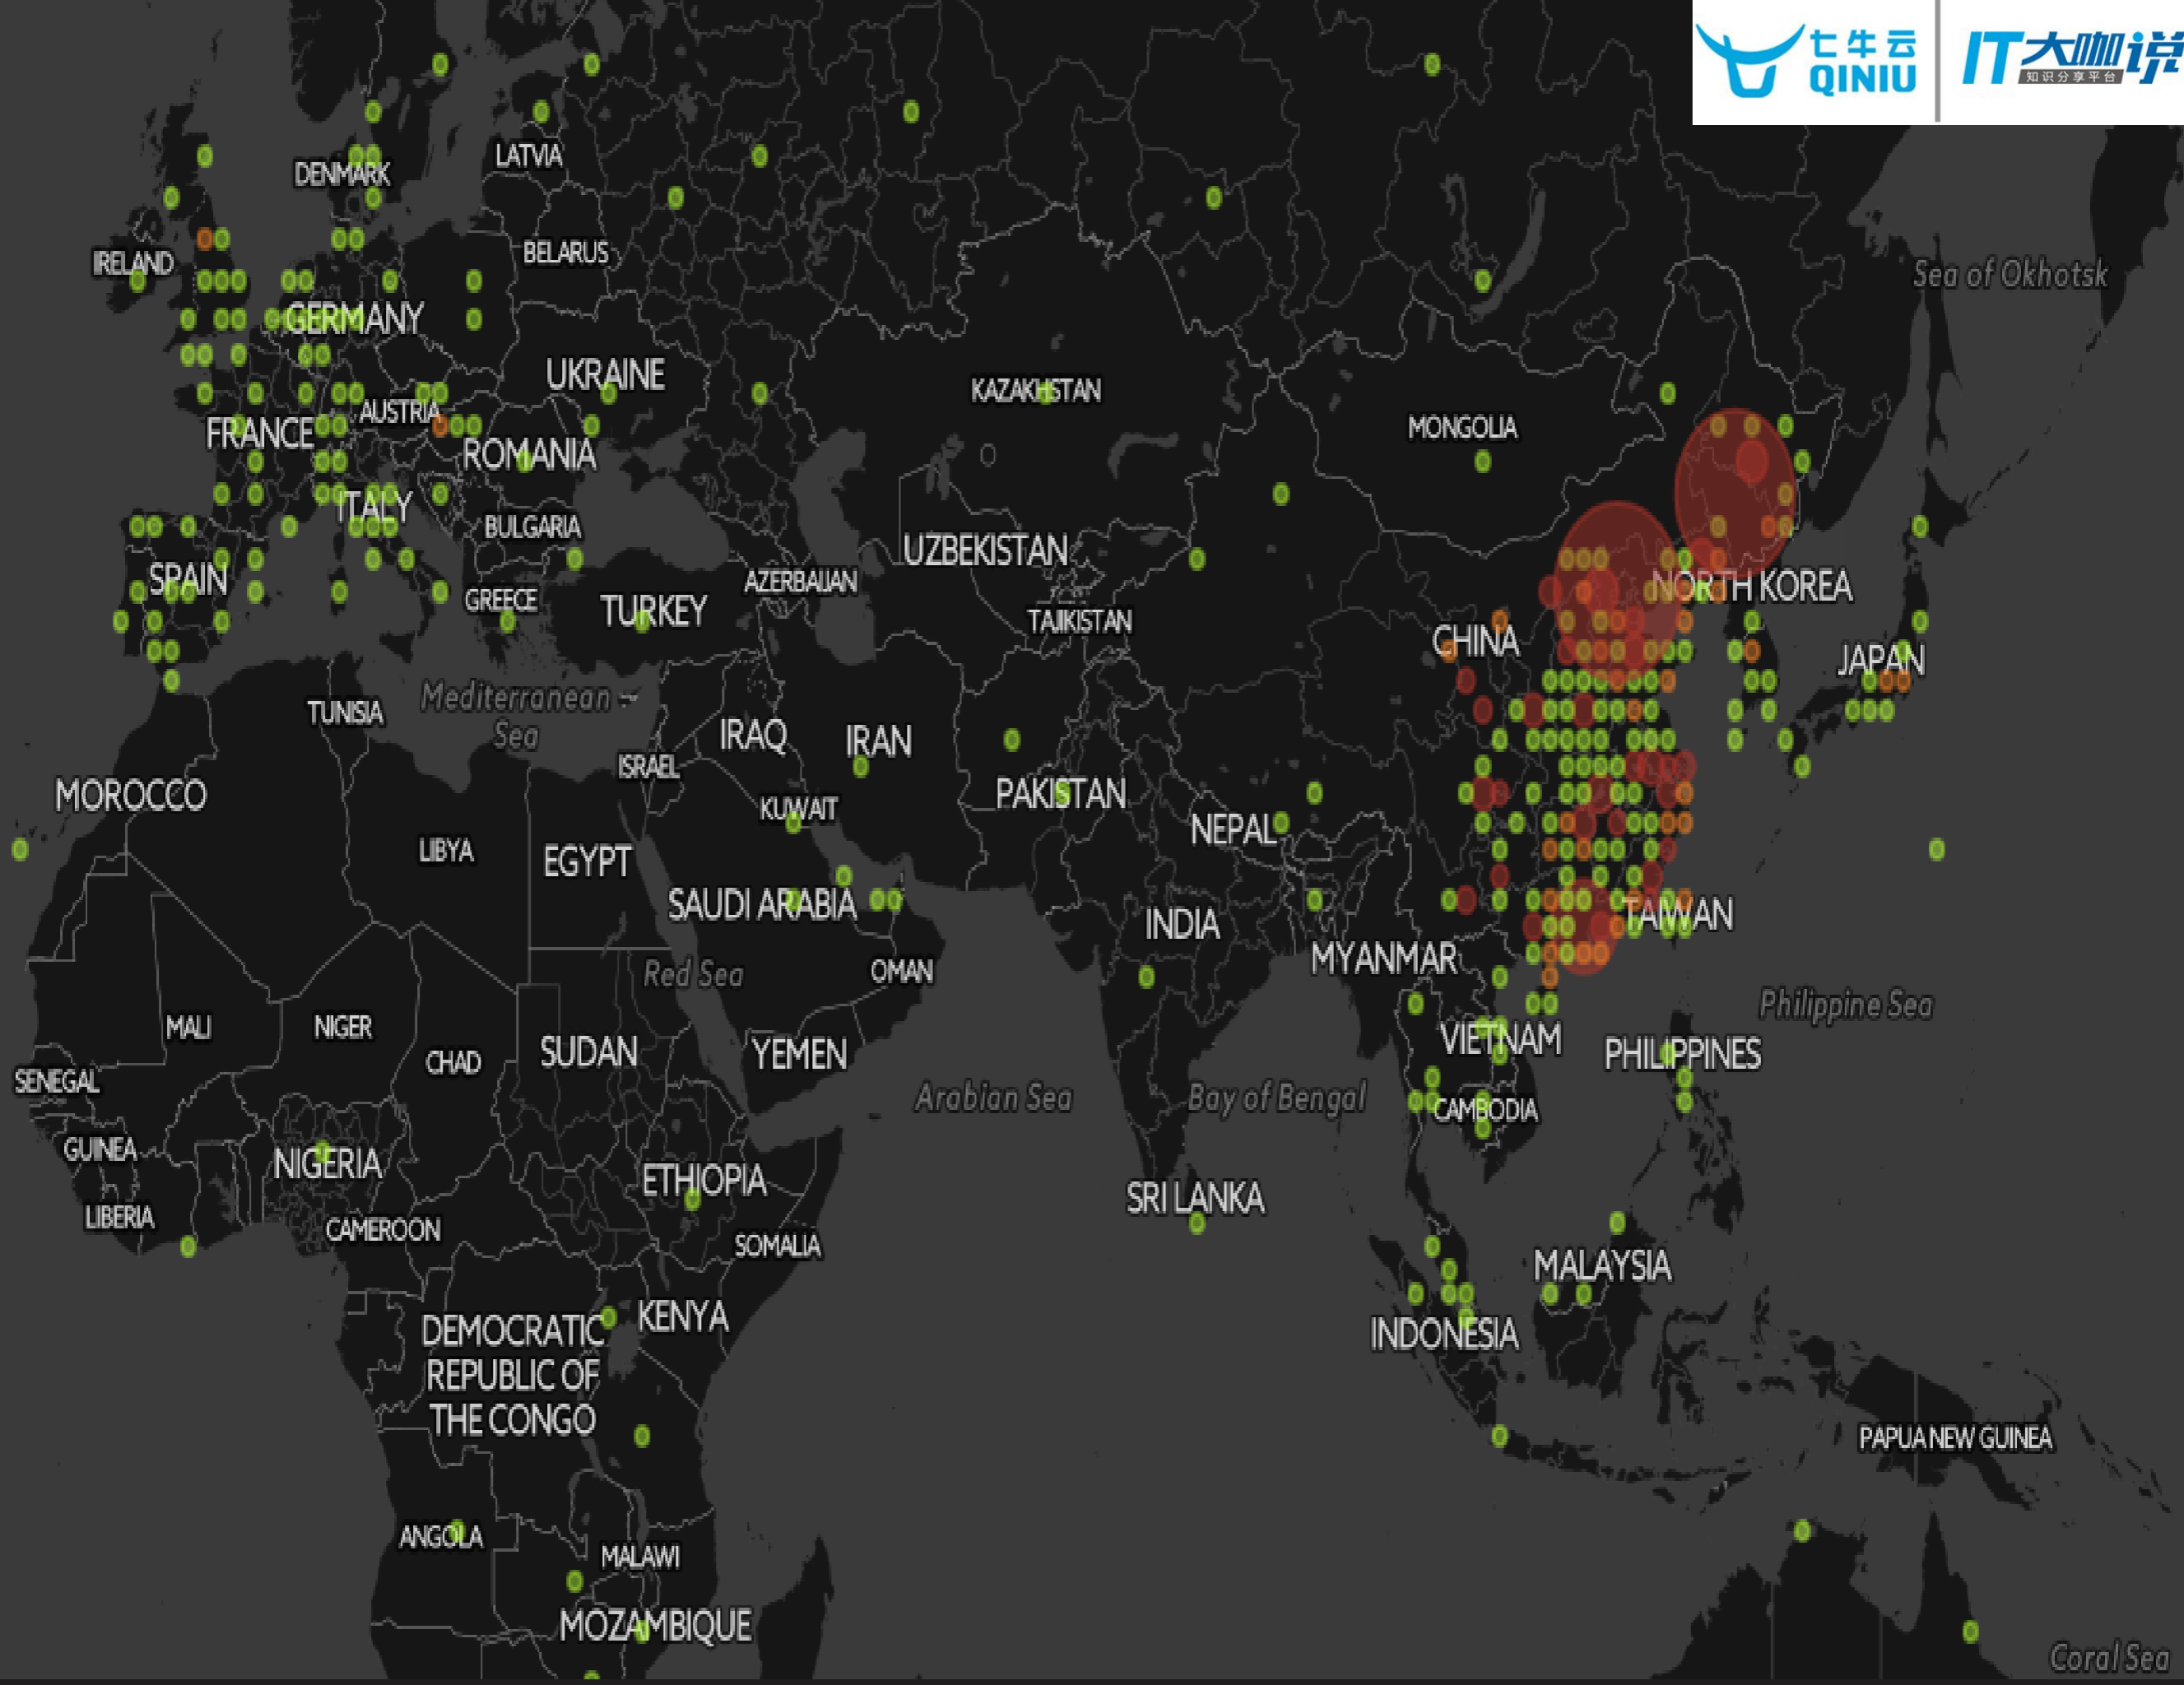 七牛云
QINIU
IT大咖说
知识分享平台
LATVIA
DENMARK
BELARUS
IRELAND
Sea of Okhotsk
GERMANY
UKRAINE
KAZAKHSTAN
AUSTRIA
MONGOLIA
FRANCE
ROMANIA
ITALY
BULGARIA
UZBEKISTAN
SPAIN
AZERBAIJAN
NORTH KOREA
GREECE
TURKEY
TAJIKISTAN
CHINA
JAPAN
Mediterranean
Sea
TUNISIA
IRAQ
IRAN
ISRAEL
MOROCCO
PAKISTAN
KUWAIT
NEPAL
LIBYA
EGYPT
SAUDI ARABIA
INDIA
TAIWAN
MYANMAR
Red Sea
OMAN
Philippine Sea
MALI
NIGER
VIETNAM
SUDAN
YEMEN
PHILIPPINES
CHAD
SENEGAL
Arabian Sea
Bay of Bengal
CAMBODIA
GUINEA
NIGERIA
ETHIOPIA
SRI LANKA
LIBERIA
CAMEROON
SOMALIA
MALAYSIA
KENYA
DEMOCRATIC
REPUBLIC OF
THE CONGO
INDONESIA
PAPUA NEW GUINEA
ANGOLA
MALAWI
MOZAMBIQUE
Coral Sea